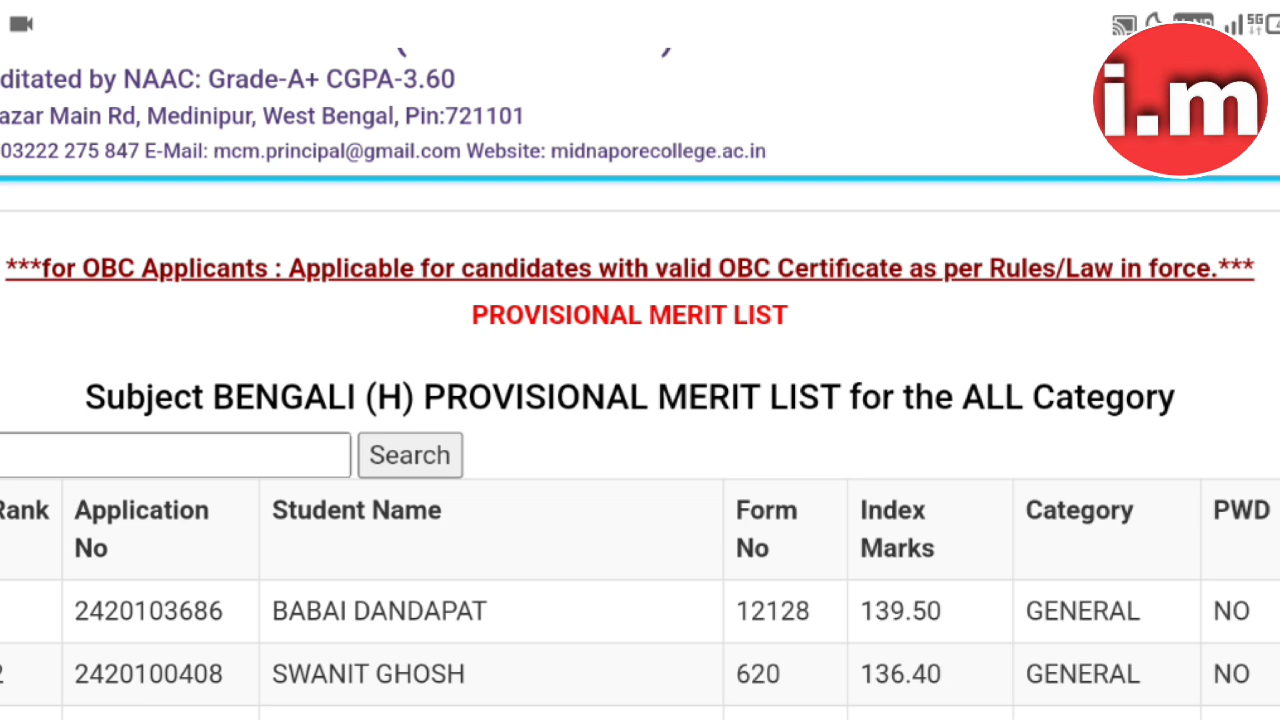 5G
i.m
ditated by NAAC: Grade-A+ CGPA-3.60
azar Main Rd, Medinipur, West Bengal, Pin:721101
03222 275 847 E-Mail: mcm.principal@gmail.com Website: midnaporecollege.ac.in
***for OBC Applicants : Applicable for candidates with valid OBC Certificate as per Rules/Law in force.***
PROVISIONAL MERIT LIST
Subject BENGALI (H) PROVISIONAL MERIT LIST for the ALL Category
Search
Rank Application No Student Name Form No Index Marks Category PWD
2420103686 BABAI DANDAPAT 12128 139.50 GENERAL NO
2 2420100408 SWANIT GHOSH 620 136.40 GENERAL NO